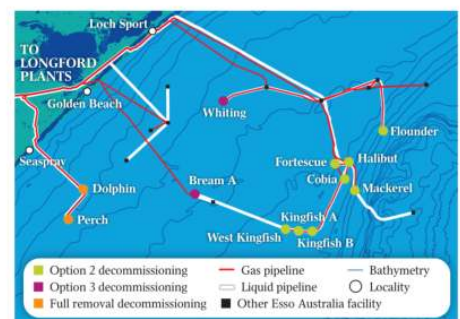 Loch Sport
TO
LONGFORD
PLANTS
Golden Beach
Whiting
Flounder
Seaspray
Fortescue
Halibut
Cobia
Dolphin
Mackerel
Bream A
Perch
Kingfish A
West Kingfish
Kingfish B
Option 2 decommissioning
Gas pipeline
Bathymetry
Option 3 decommissioning
Liquid pipeline
Locality
Full removal decommissioning
Other Esso Australia facility